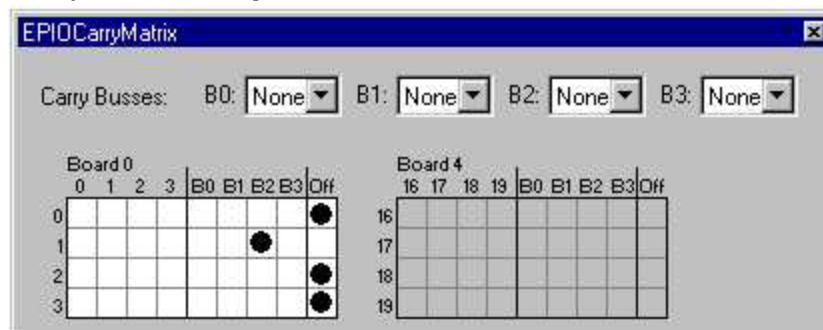 EPIOCarryMatrix
Carry Busses: B0: None B1: None B2: None B3: None
Board 0 Board 4
0 1 2 3 B0 B1 B2 B3 Off 16 17 18 19 B0 B1 B2 B3 Off
0 16
1 17
2 18
3 19